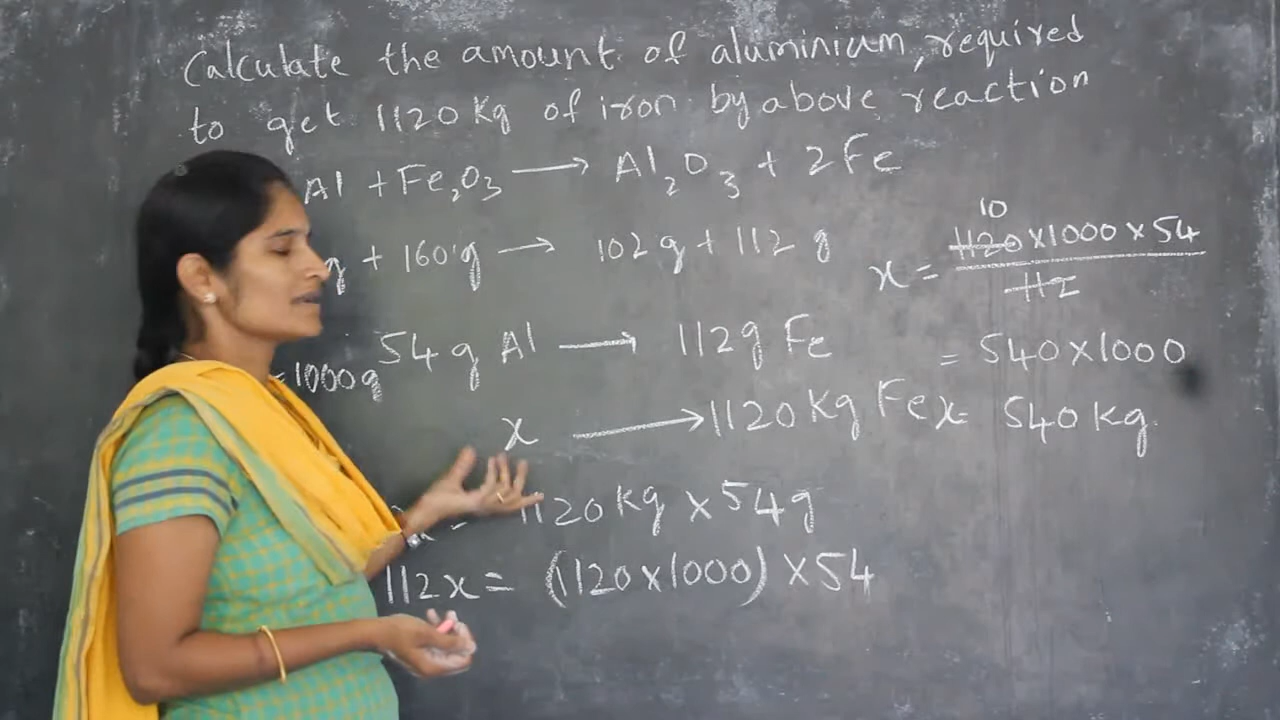 Calculate the amount of aluminium, required
to get 1120 Kg of iron by above reaction
Al + Fe₂O₃ → Al₂O₃ + 2Fe
g + 160g → 102g + 112 g
54 g Al → 112g Fe
=1000g
x → 1120 Kg Fe
= 1120 kg × 54g
112x = (1120×1000) × 54
10
x = 1120×1000×54
112
= 540×1000
x = 540 kg.